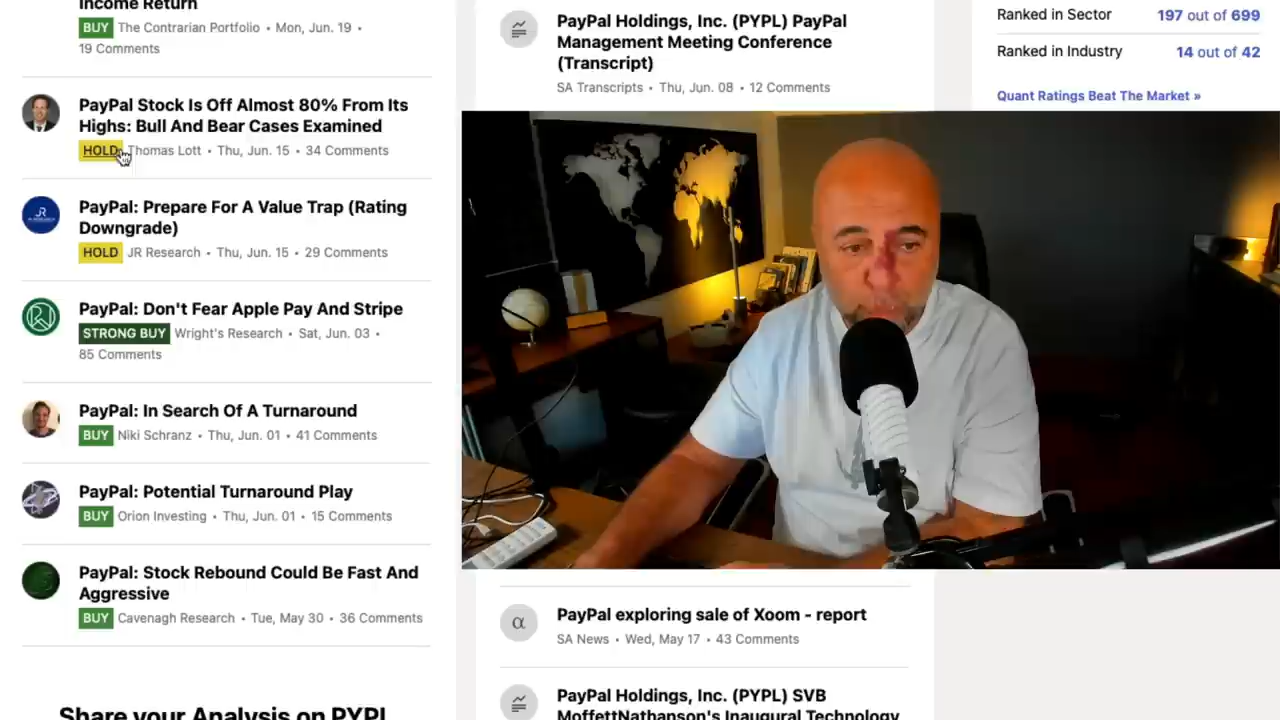 Income Return
BUY The Contrarian Portfolio • Mon, Jun. 19 •
19 Comments
PayPal Stock Is Off Almost 80% From Its
Highs: Bull And Bear Cases Examined
HOLD Thomas Lott • Thu, Jun. 15 • 34 Comments
PayPal: Prepare For A Value Trap (Rating
Downgrade)
HOLD JR Research • Thu, Jun. 15 • 29 Comments
PayPal: Don't Fear Apple Pay And Stripe
STRONG BUY Wright's Research • Sat, Jun. 03 •
85 Comments
PayPal: In Search Of A Turnaround
BUY Niki Schranz • Thu, Jun. 01 • 41 Comments
PayPal: Potential Turnaround Play
BUY Orion Investing • Thu, Jun. 01 • 15 Comments
PayPal: Stock Rebound Could Be Fast And
Aggressive
BUY Cavenagh Research • Tue, May 30 • 36 Comments
Share your Analysis on PYPL
PayPal Holdings, Inc. (PYPL) PayPal
Management Meeting Conference
(Transcript)
SA Transcripts • Thu, Jun. 08 • 12 Comments
α
PayPal exploring sale of Xoom - report
SA News • Wed, May 17 • 43 Comments
PayPal Holdings, Inc. (PYPL) SVB
MoffettNathanson's Inaugural Technology
Ranked in Sector 197 out of 699
Ranked in Industry 14 out of 42
Quant Ratings Beat The Market »